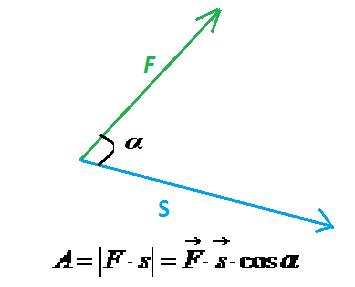 F
α
S
A = |F · s| = F⃗ · s⃗ · cos α